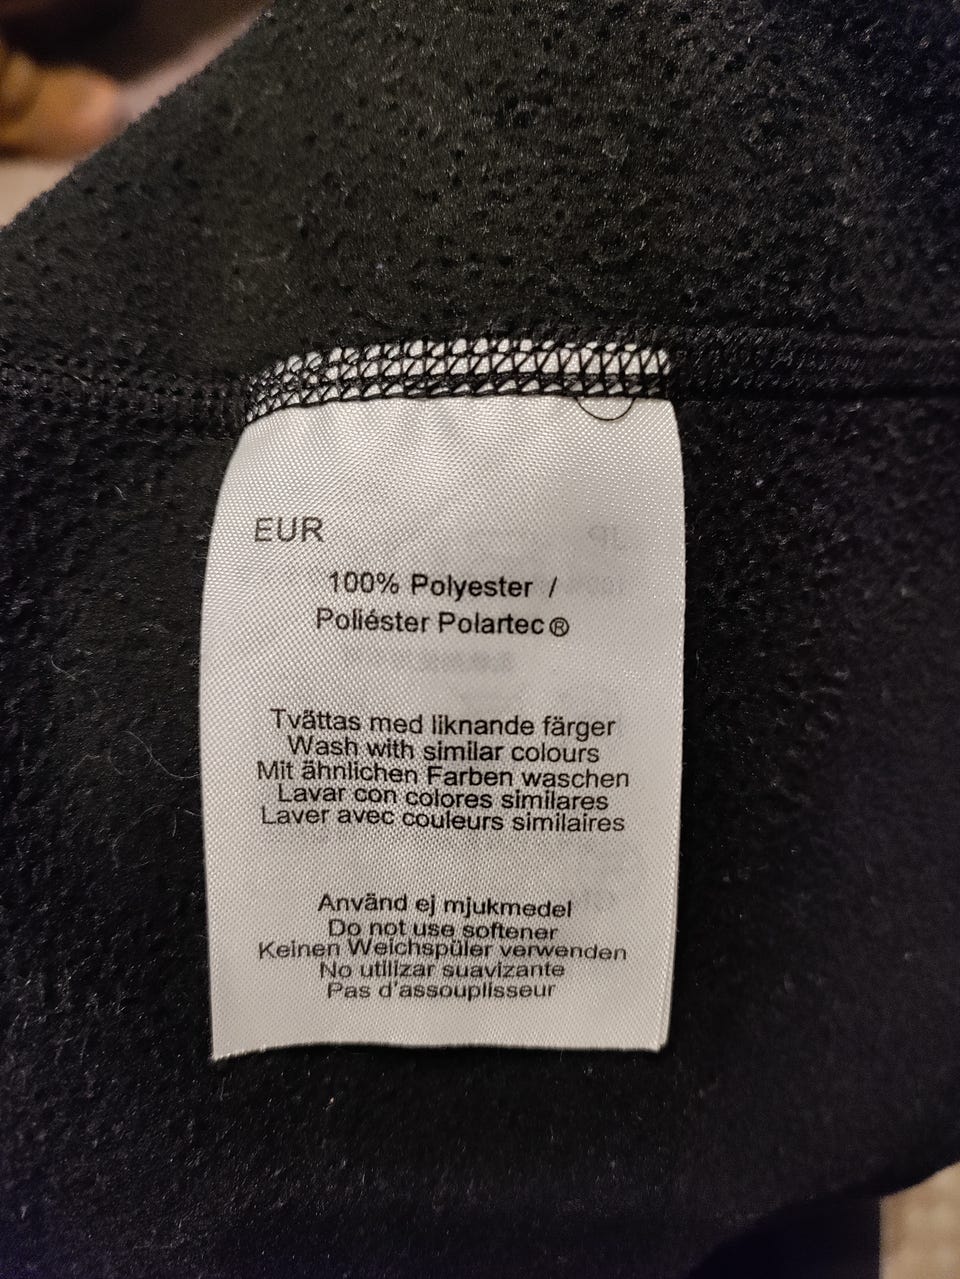 EUR
100% Polyester /
Poliéster Polartec®
Tvättas med liknande färger
Wash with similar colours
Mit ähnlichen Farben waschen
Lavar con colores similares
Laver avec couleurs similaires
Använd ej mjukmedel
Do not use softener
Keinen Weichspüler verwenden
No utilizar suavizante
Pas d'assouplisseur